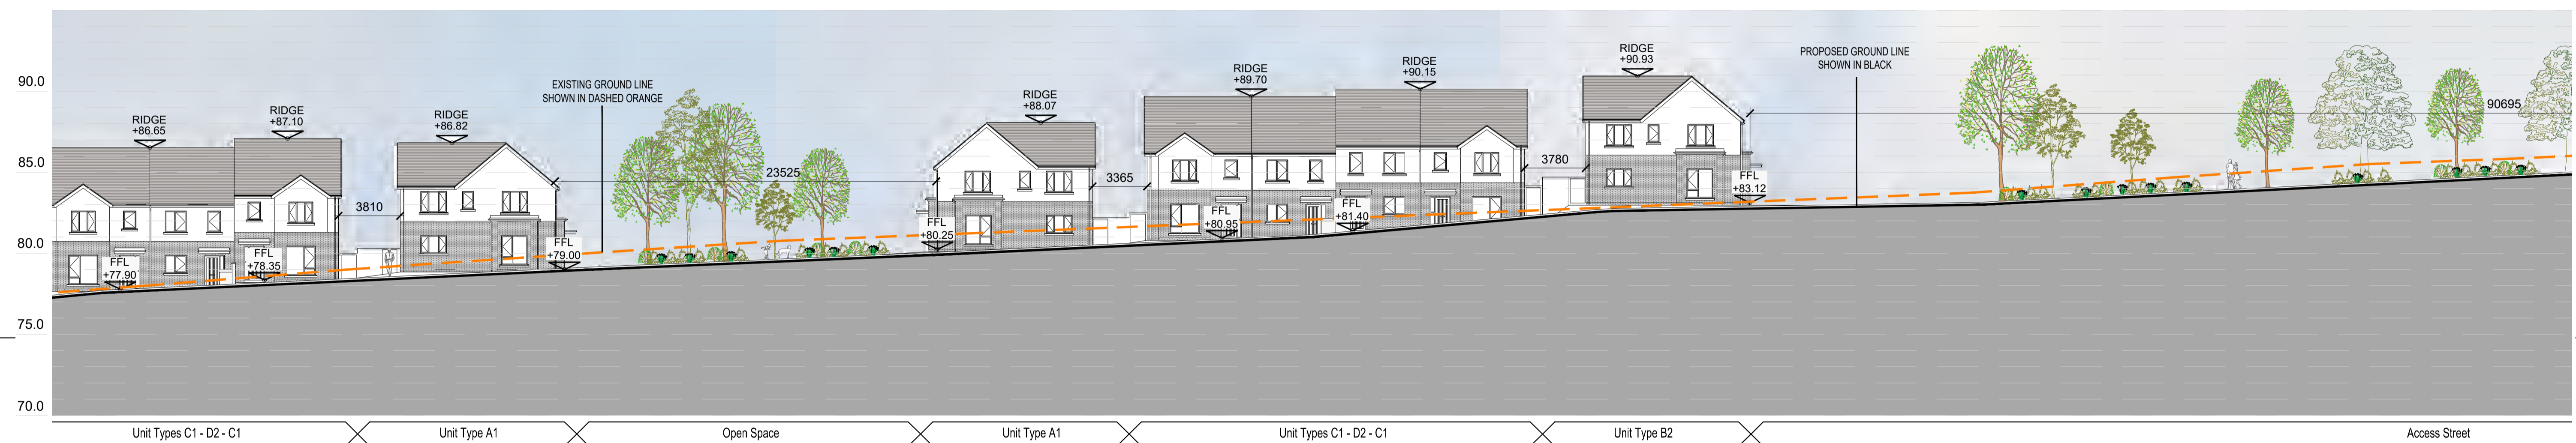 90.0
85.0
80.0
75.0
70.0
RIDGE
+86.65
RIDGE
+87.10
RIDGE
+86.82
EXISTING GROUND LINE
SHOWN IN DASHED ORANGE
RIDGE
+88.07
RIDGE
+89.70
RIDGE
+90.15
RIDGE
+90.93
PROPOSED GROUND LINE
SHOWN IN BLACK
3810
23525
3365
3780
90695
FFL
+77.90
FFL
+78.35
FFL
+79.00
FFL
+80.25
FFL
+80.95
FFL
+81.40
FFL
+83.12
Unit Types C1 - D2 - C1
Unit Type A1
Open Space
Unit Type A1
Unit Types C1 - D2 - C1
Unit Type B2
Access Street